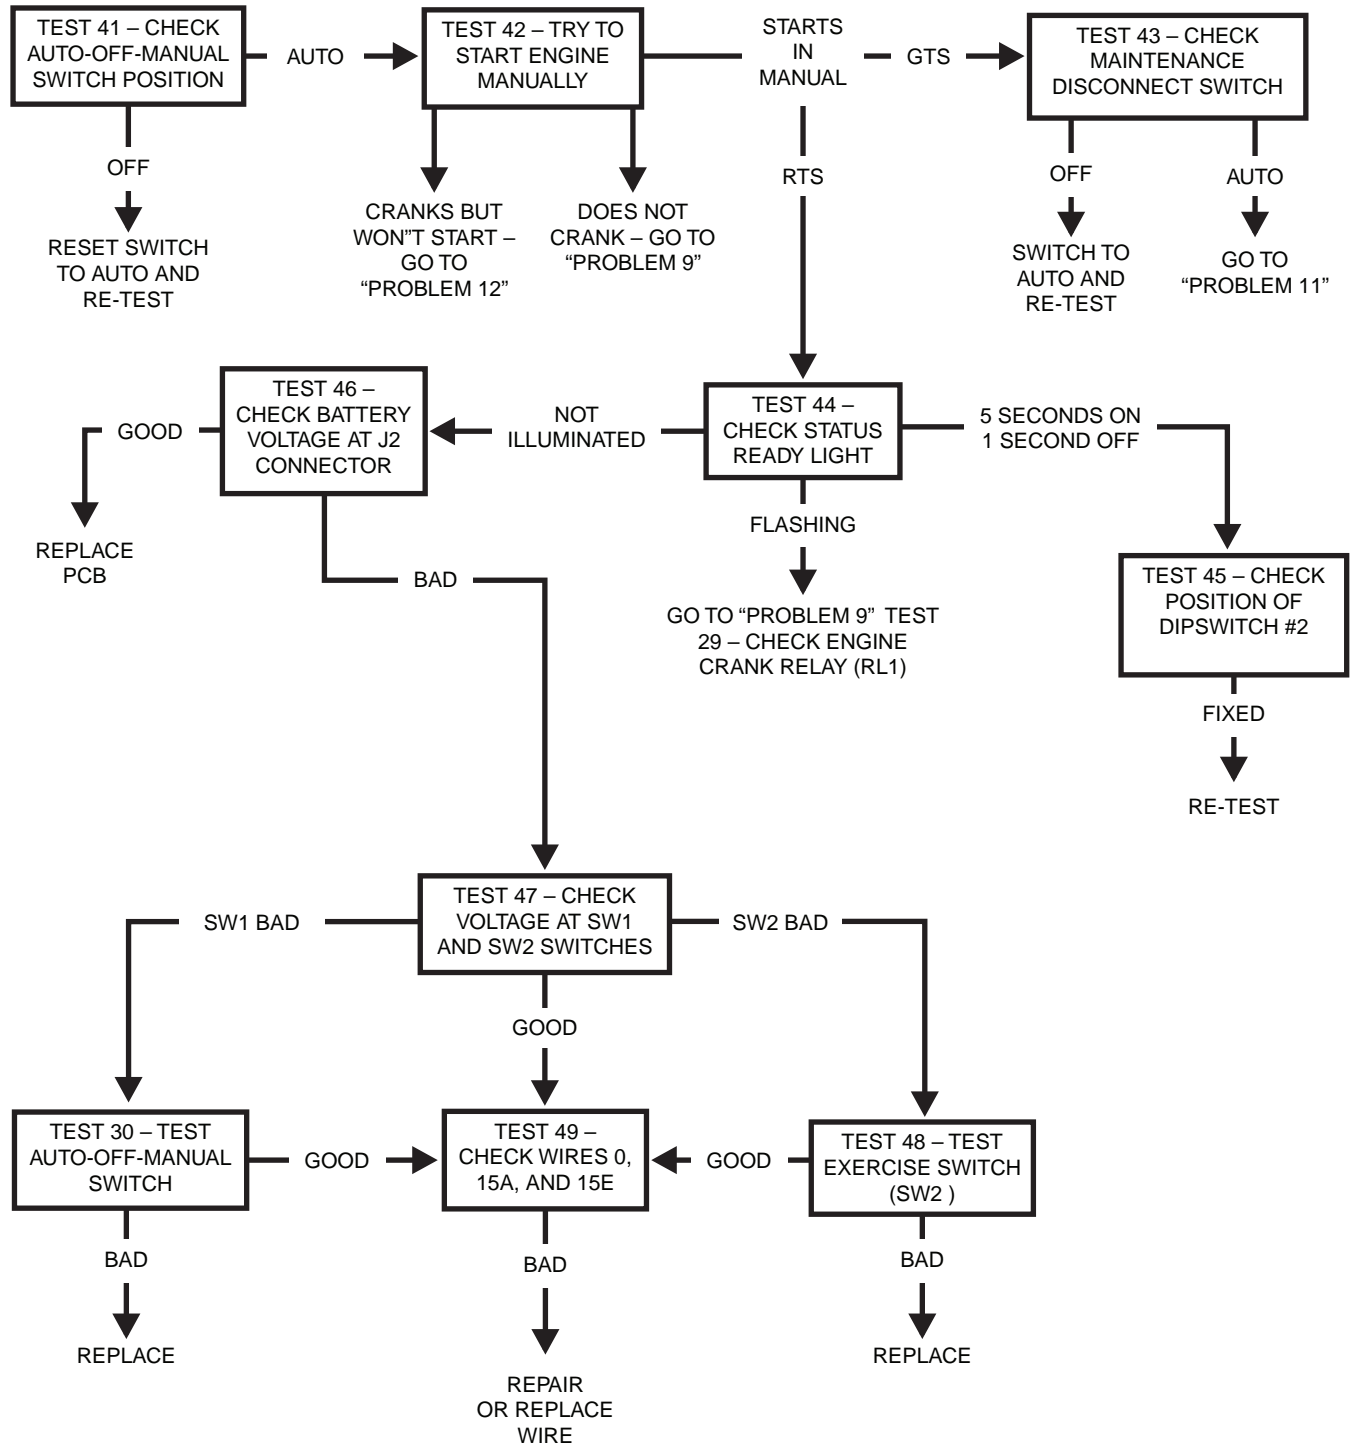 TEST 41 – CHECK
AUTO-OFF-MANUAL
SWITCH POSITION
AUTO
TEST 42 – TRY TO
START ENGINE
MANUALLY
STARTS
IN
MANUAL
GTS
TEST 43 – CHECK
MAINTENANCE
DISCONNECT SWITCH
OFF
RESET SWITCH
TO AUTO AND
RE-TEST
CRANKS BUT
WON"T START –
GO TO
“PROBLEM 12”
DOES NOT
CRANK – GO TO
“PROBLEM 9”
RTS
OFF
SWITCH TO
AUTO AND
RE-TEST
AUTO
GO TO
“PROBLEM 11”
TEST 46 –
CHECK BATTERY
VOLTAGE AT J2
CONNECTOR
GOOD
REPLACE
PCB
NOT
ILLUMINATED
TEST 44 –
CHECK STATUS
READY LIGHT
5 SECONDS ON
1 SECOND OFF
FLASHING
GO TO “PROBLEM 9” TEST
29 – CHECK ENGINE
CRANK RELAY (RL1)
BAD
TEST 45 – CHECK
POSITION OF
DIPSWITCH #2
FIXED
RE-TEST
TEST 47 – CHECK
VOLTAGE AT SW1
AND SW2 SWITCHES
SW1 BAD
SW2 BAD
GOOD
TEST 30 – TEST
AUTO-OFF-MANUAL
SWITCH
GOOD
TEST 49 –
CHECK WIRES 0,
15A, AND 15E
GOOD
TEST 48 – TEST
EXERCISE SWITCH
(SW2 )
BAD
REPLACE
BAD
REPAIR
OR REPLACE
WIRE
BAD
REPLACE